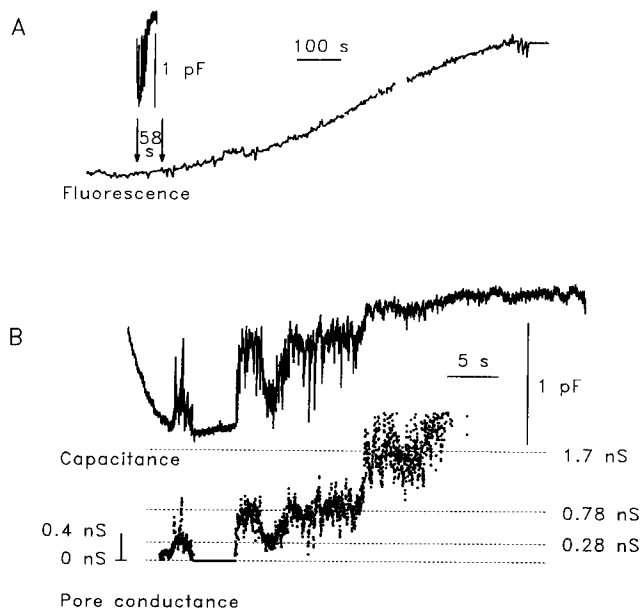 A
100 s
1 pF
58
s
Fluorescence
B
5 s
1 pF
Capacitance
1.7 nS
0.78 nS
0.4 nS
0.28 nS
0 nS
Pore conductance